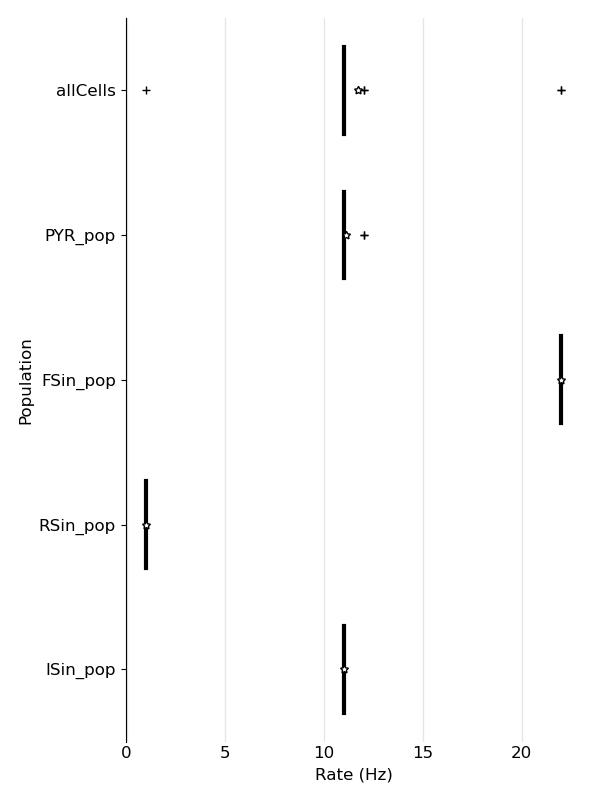 allCells
PYR_pop
FSin_pop
RSin_pop
ISin_pop
Population
0 5 10 15 20
Rate (Hz)